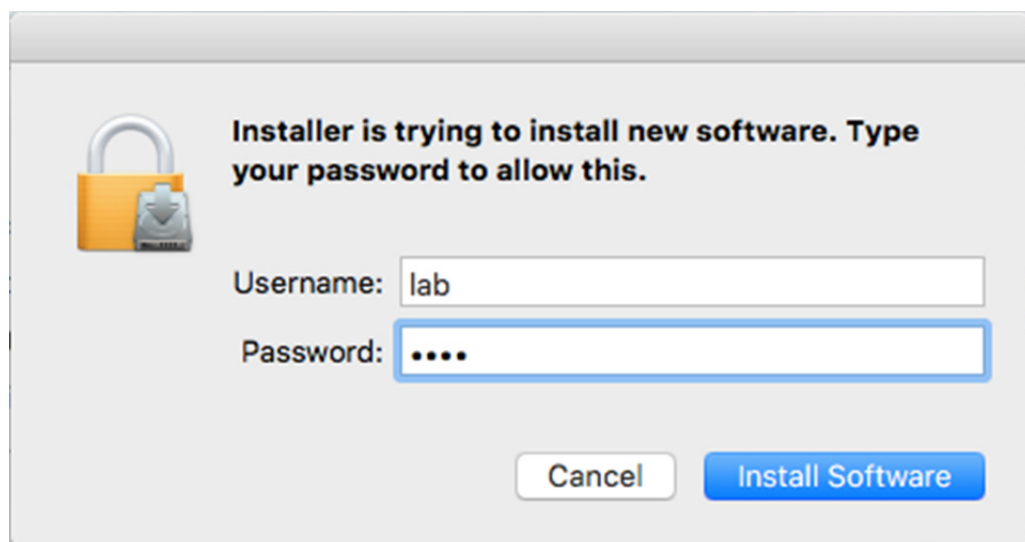 Installer is trying to install new software. Type
your password to allow this.
Username: lab
Password: ••••
Cancel Install Software